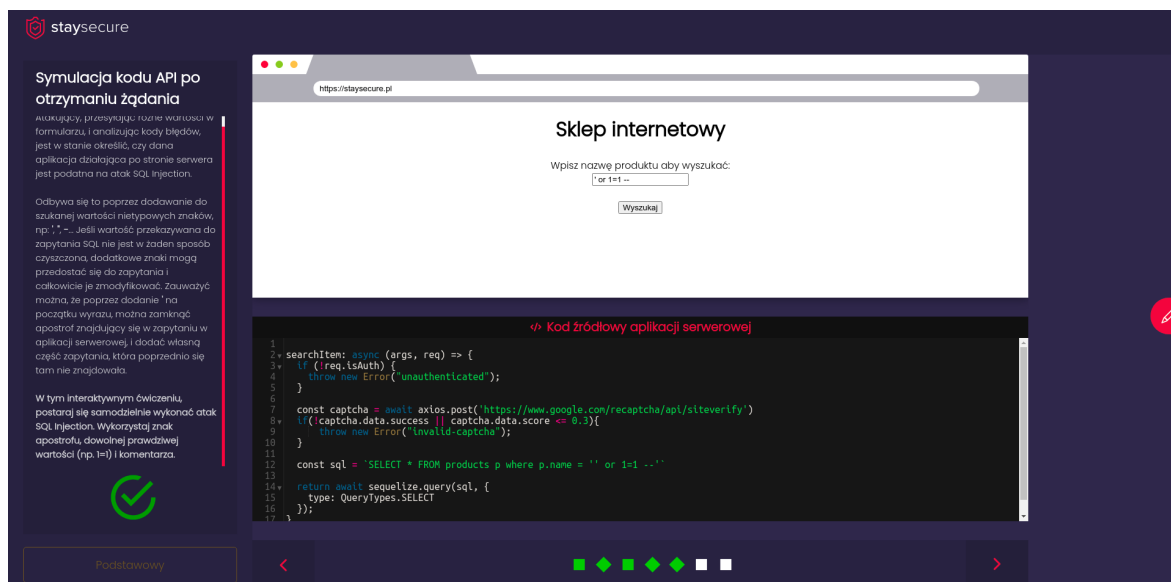 staysecure
Symulacja kodu API po
otrzymaniu żądania
Atakujący, przesyłając różne wartości w
formularzu, i analizując kody błędów,
jest w stanie określić, czy dana
aplikacja działająca po stronie serwera
jest podatna na atak SQL Injection.
Odbywa się to poprzez dodawanie do
szukanej wartości nietypowych znaków,
np: ', ", -... Jeśli wartość przekazywana do
zapytania SQL nie jest w żaden sposób
czyszczona, dodatkowe znaki mogą
przedostać się do zapytania i
całkowicie je zmodyfikować. Zauważyć
można, że poprzez dodanie ' na
początku wyrazu, można zamknąć
apostrof znajdujący się w zapytaniu w
aplikacji serwerowej, i dodać własną
część zapytania, która poprzednio się
tam nie znajdowała.
W tym interaktywnym ćwiczeniu,
postaraj się samodzielnie wykonać atak
SQL Injection. Wykorzystaj znak
apostrofu, dowolnej prawdziwej
wartości (np. 1=1) i komentarza.
Podstawowy
https://staysecure.pl
Sklep internetowy
Wpisz nazwę produktu aby wyszukać:
' or 1=1 --
Wyszukaj
</> Kod źródłowy aplikacji serwerowej
1
2 searchItem: async (args, req) => {
3 if (!req.isAuth) {
4 throw new Error("unauthenticated");
5 }
6
7 const captcha = await axios.post('https://www.google.com/recaptcha/api/siteverify')
8 if(!captcha.data.success || captcha.data.score <= 0.3){
9 throw new Error("invalid-captcha");
10 }
11
12 const sql = `SELECT * FROM products p where p.name = '' or 1=1 --'`
13
14 return await sequelize.query(sql, {
15 type: QueryTypes.SELECT
16 });
17 }